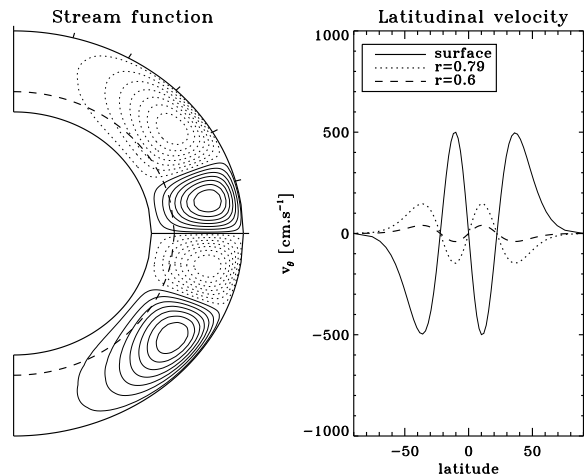 Stream function
Latitudinal velocity
1000
500
0
−500
−1000
v_θ [cm.s⁻¹]
surface
r=0.79
r=0.6
−50 0 50
latitude